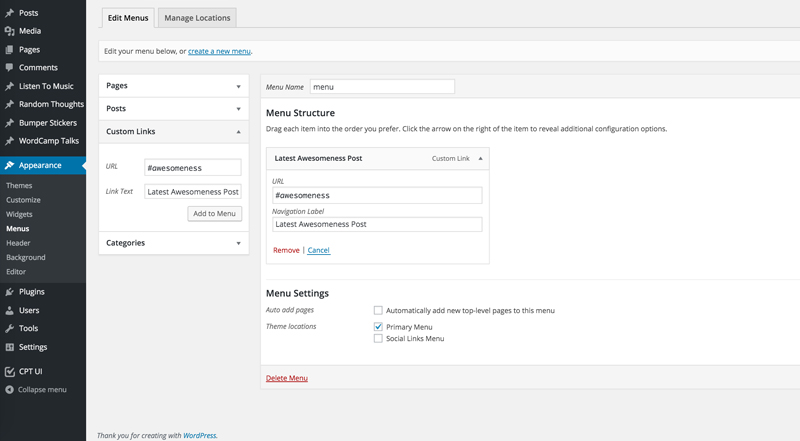 Posts
Media
Pages
Comments
Listen To Music
Random Thoughts
Bumper Stickers
WordCamp Talks
Appearance
Themes
Customize
Widgets
Menus
Header
Background
Editor
Plugins
Users
Tools
Settings
CPT UI
Collapse menu
Edit Menus
Manage Locations
Edit your menu below, or create a new menu.
Pages
Posts
Custom Links
URL
#awesomeness
Link Text
Latest Awesomeness Post
Add to Menu
Categories
Menu Name
menu
Menu Structure
Drag each item into the order you prefer. Click the arrow on the right of the item to reveal additional configuration options.
Latest Awesomeness Post
Custom Link
URL
#awesomeness
Navigation Label
Latest Awesomeness Post
Remove | Cancel
Menu Settings
Auto add pages
Automatically add new top-level pages to this menu
Theme locations
Primary Menu
Social Links Menu
Delete Menu
Thank you for creating with WordPress.